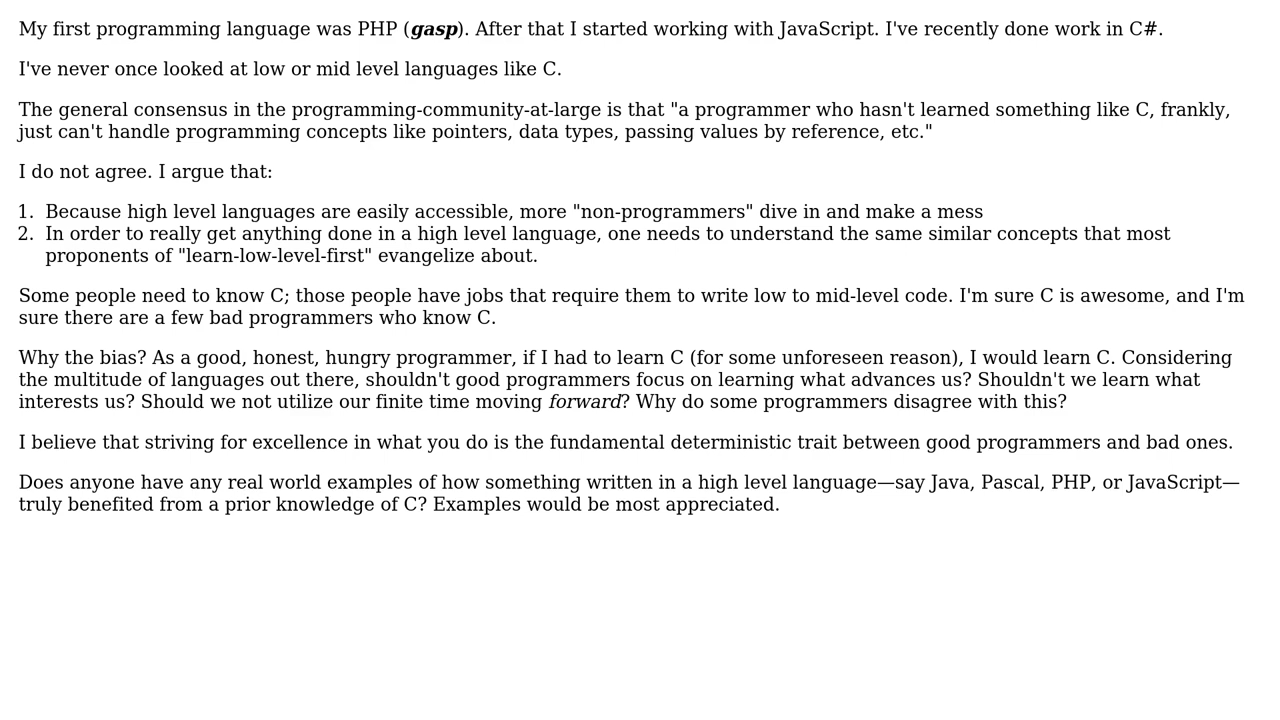 My first programming language was PHP (gasp). After that I started working with JavaScript. I've recently done work in C#.
I've never once looked at low or mid level languages like C.
The general consensus in the programming-community-at-large is that "a programmer who hasn't learned something like C, frankly,
just can't handle programming concepts like pointers, data types, passing values by reference, etc."
I do not agree. I argue that:
1. Because high level languages are easily accessible, more "non-programmers" dive in and make a mess
2. In order to really get anything done in a high level language, one needs to understand the same similar concepts that most
proponents of "learn-low-level-first" evangelize about.
Some people need to know C; those people have jobs that require them to write low to mid-level code. I'm sure C is awesome, and I'm
sure there are a few bad programmers who know C.
Why the bias? As a good, honest, hungry programmer, if I had to learn C (for some unforeseen reason), I would learn C. Considering
the multitude of languages out there, shouldn't good programmers focus on learning what advances us? Shouldn't we learn what
interests us? Should we not utilize our finite time moving forward? Why do some programmers disagree with this?
I believe that striving for excellence in what you do is the fundamental deterministic trait between good programmers and bad ones.
Does anyone have any real world examples of how something written in a high level language—say Java, Pascal, PHP, or JavaScript—
truly benefited from a prior knowledge of C? Examples would be most appreciated.